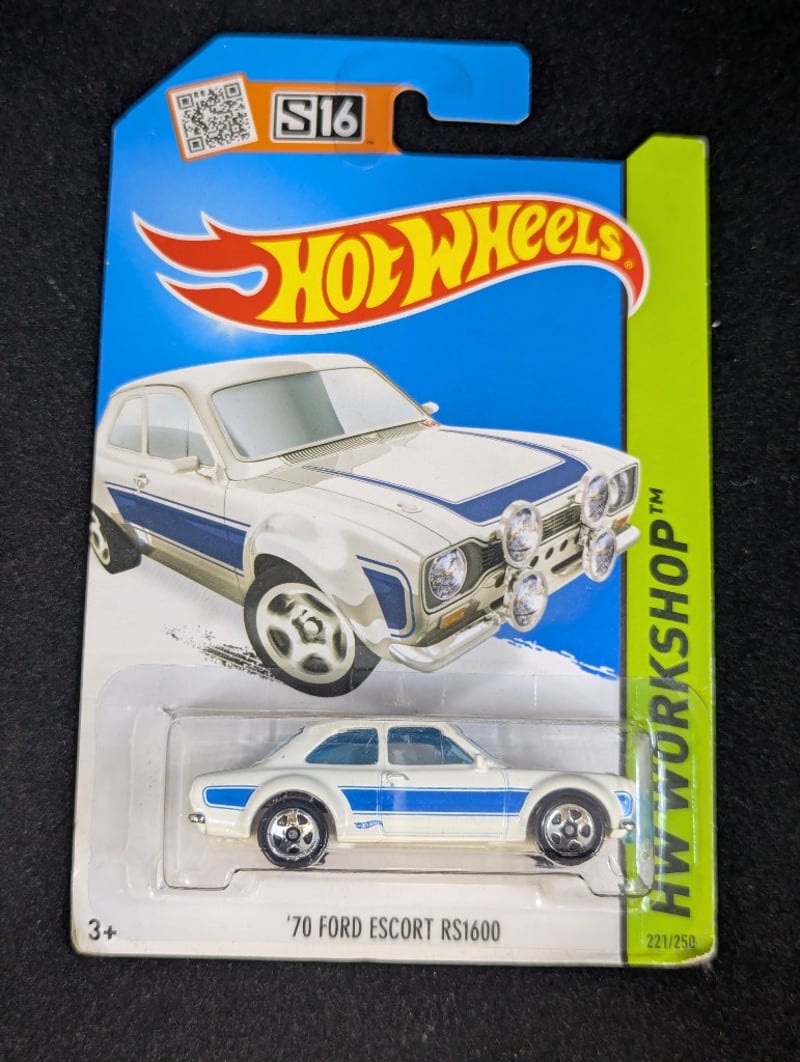 S16
HOT WHEELS®
HW WORKSHOP™
'70 FORD ESCORT RS1600
3+
221/250